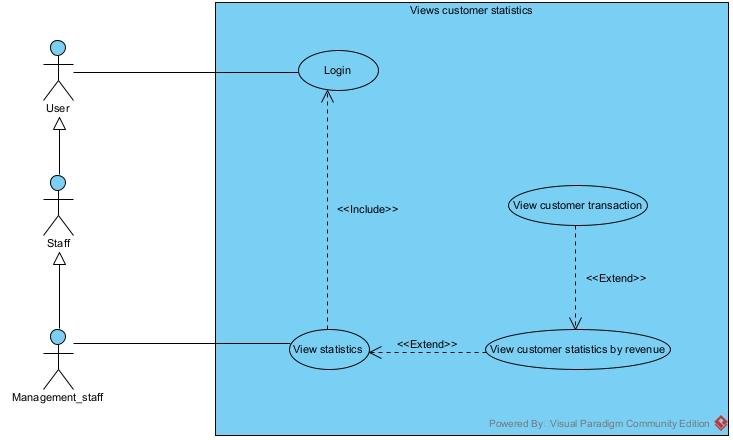 Views customer statistics
Login
User
<<Include>>
View customer transaction
Staff
<<Extend>>
<<Extend>>
View statistics
View customer statistics by revenue
Management_staff
Powered By: Visual Paradigm Community Edition